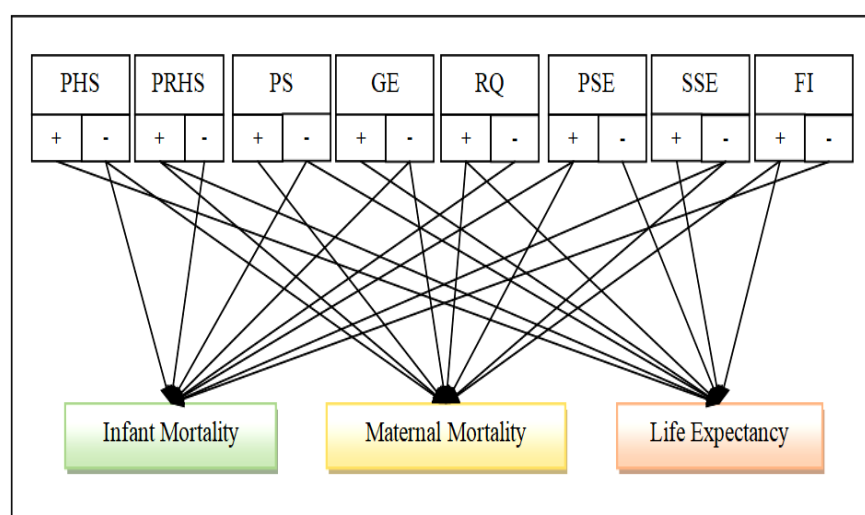 PHS PRHS PS GE RQ PSE SSE FI
+ - + - + - + - + - + - + - + -
Infant Mortality Maternal Mortality Life Expectancy